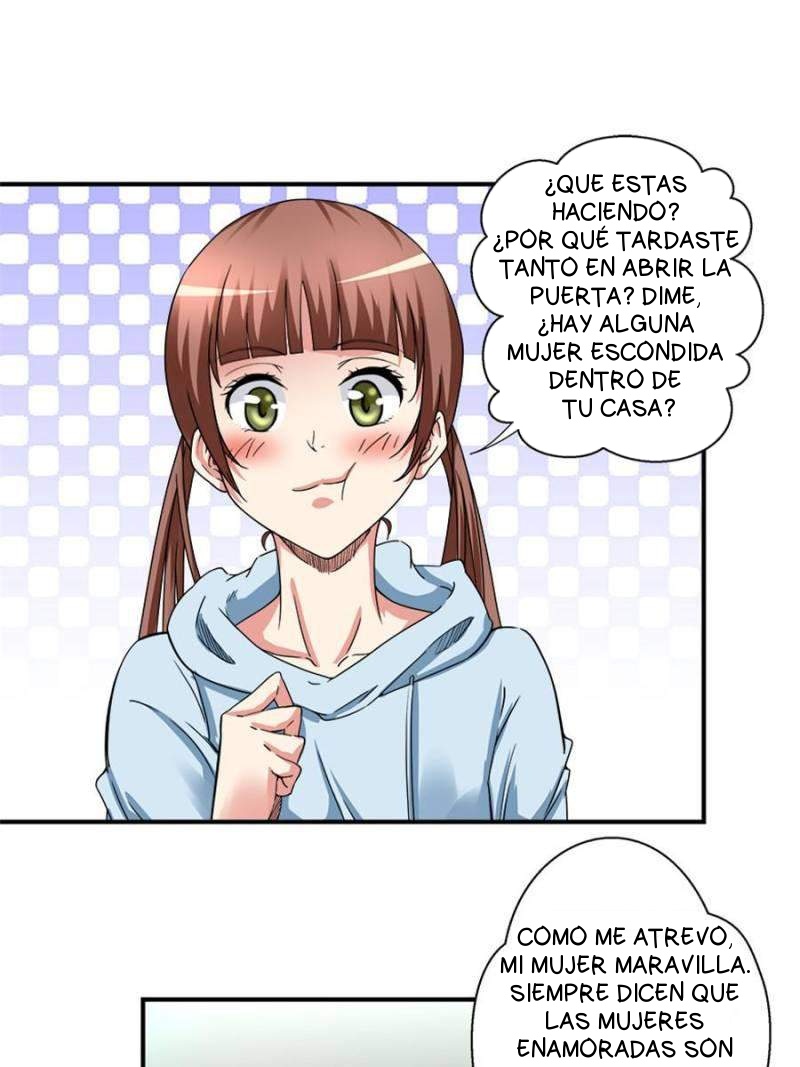 ¿QUE ESTAS
HACIENDO?
¿POR QUÉ TARDASTE
TANTO EN ABRIR LA
PUERTA? DIME,
¿HAY ALGUNA
MUJER ESCONDIDA
DENTRO DE
TU CASA?
COMO ME ATREVO,
MI MUJER MARAVILLA.
SIEMPRE DICEN QUE
LAS MUJERES
ENAMORADAS SON